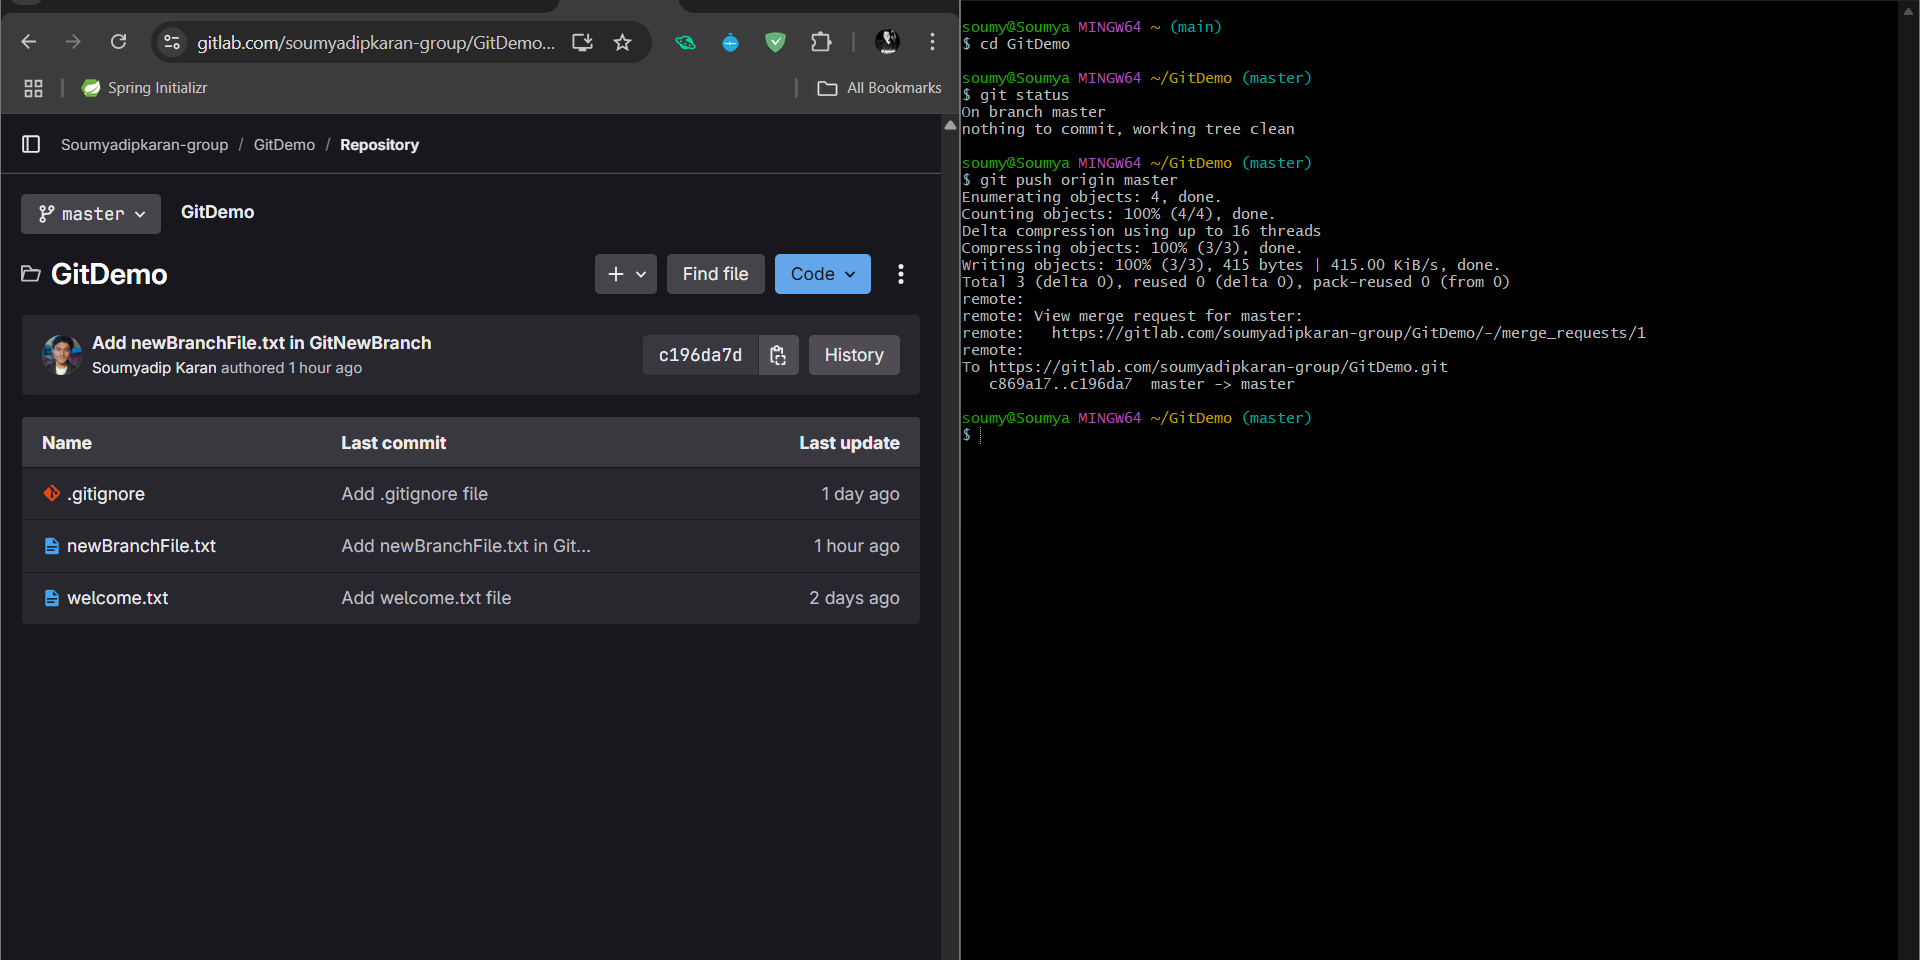 gitlab.com/soumyadipkaran-group/GitDemo...
Spring Initializr
All Bookmarks
Soumyadipkaran-group / GitDemo / Repository
master
GitDemo
GitDemo
Find file
Code
Add newBranchFile.txt in GitNewBranch
Soumyadip Karan authored 1 hour ago
c196da7d
History
Name Last commit Last update
.gitignore Add .gitignore file 1 day ago
newBranchFile.txt Add newBranchFile.txt in Git... 1 hour ago
welcome.txt Add welcome.txt file 2 days ago
soumy@Soumya MINGW64 ~ (main)
$ cd GitDemo
soumy@Soumya MINGW64 ~/GitDemo (master)
$ git status
On branch master
nothing to commit, working tree clean
soumy@Soumya MINGW64 ~/GitDemo (master)
$ git push origin master
Enumerating objects: 4, done.
Counting objects: 100% (4/4), done.
Delta compression using up to 16 threads
Compressing objects: 100% (3/3), done.
Writing objects: 100% (3/3), 415 bytes | 415.00 KiB/s, done.
Total 3 (delta 0), reused 0 (delta 0), pack-reused 0 (from 0)
remote:
remote: View merge request for master:
remote:   https://gitlab.com/soumyadipkaran-group/GitDemo/-/merge_requests/1
remote:
To https://gitlab.com/soumyadipkaran-group/GitDemo.git
   c869a17..c196da7  master -> master
soumy@Soumya MINGW64 ~/GitDemo (master)
$